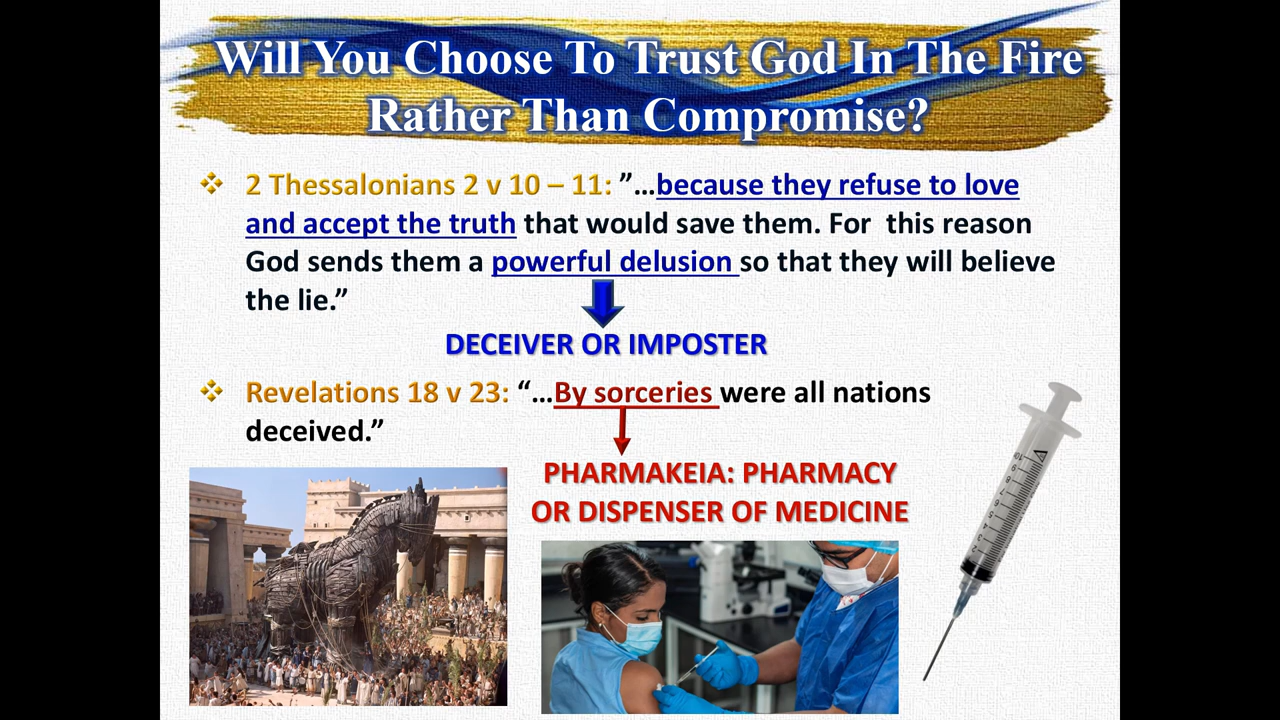 Will You Choose To Trust God In The Fire
Rather Than Compromise?
❖ 2 Thessalonians 2 v 10 – 11: ”…because they refuse to love
and accept the truth that would save them. For  this reason
God sends them a powerful delusion so that they will believe
the lie.”
DECEIVER OR IMPOSTER
❖ Revelations 18 v 23: “…By sorceries were all nations
deceived.”
PHARMAKEIA: PHARMACY
OR DISPENSER OF MEDICINE